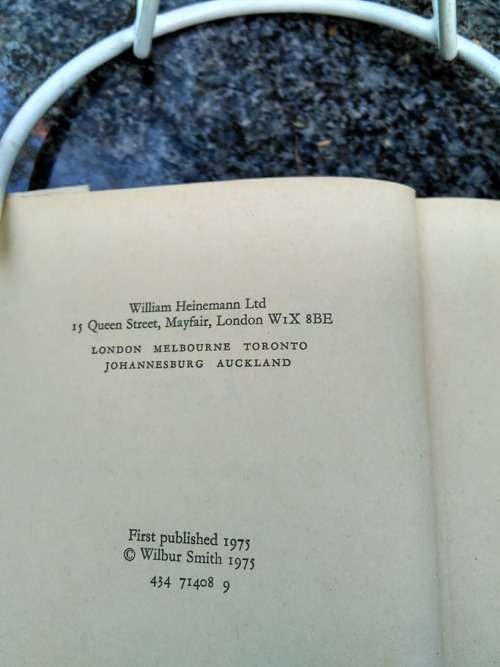 William Heinemann Ltd
15 Queen Street, Mayfair, London W1X 8BE
LONDON MELBOURNE TORONTO
JOHANNESBURG AUCKLAND
First published 1975
© Wilbur Smith 1975
434 71408 9